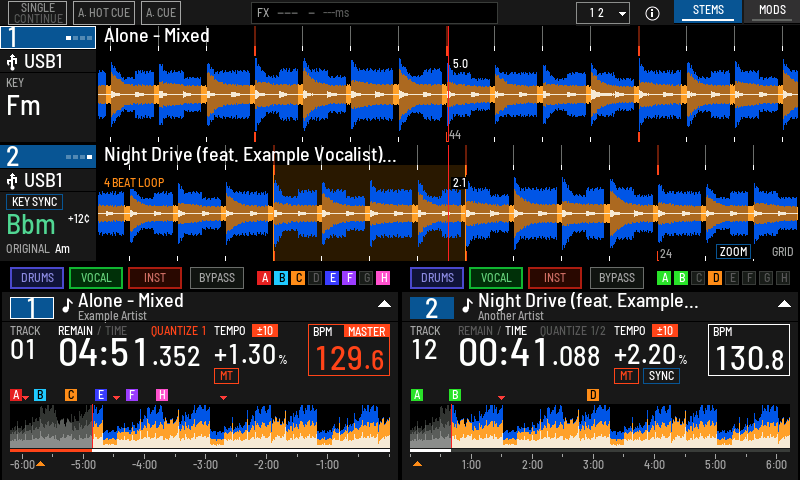 SINGLE
CONTINUE
A. HOT CUE
A. CUE
FX --- - ---ms
1 2
STEMS
MODS
1
Alone - Mixed
USB1
KEY
Fm
5.0
44
2
Night Drive (feat. Example Vocalist)...
USB1
4 BEAT LOOP
2.1
KEY SYNC
Bbm +12¢
ORIGINAL Am
24
ZOOM
GRID
DRUMS
VOCAL
INST
BYPASS
A B C D E F G H
DRUMS
VOCAL
INST
BYPASS
A B C D E F G H
1
Alone - Mixed
Example Artist
TRACK
01
REMAIN / TIME
QUANTIZE 1
04:51.352
TEMPO ±10
+1.30%
MT
BPM MASTER
129.6
A B C E F H
-6:00 -5:00 -4:00 -3:00 -2:00 -1:00
2
Night Drive (feat. Example...
Another Artist
TRACK
12
REMAIN / TIME
QUANTIZE 1/2
00:41.088
TEMPO ±10
+2.20%
MT SYNC
BPM
130.8
A B D
1:00 2:00 3:00 4:00 5:00 6:00